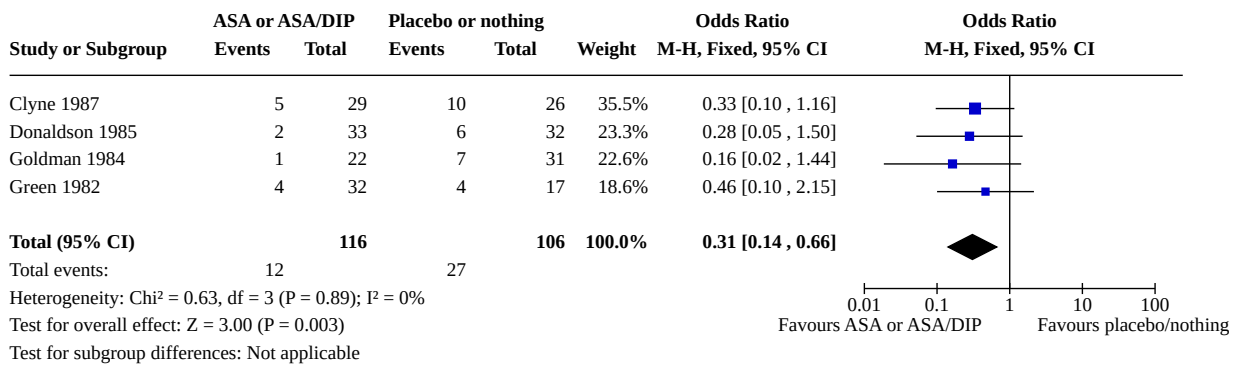 ASA or ASA/DIP Placebo or nothing Odds Ratio Odds Ratio
Study or Subgroup Events Total Events Total Weight M-H, Fixed, 95% CI M-H, Fixed, 95% CI
Clyne 1987 5 29 10 26 35.5% 0.33 [0.10 , 1.16]
Donaldson 1985 2 33 6 32 23.3% 0.28 [0.05 , 1.50]
Goldman 1984 1 22 7 31 22.6% 0.16 [0.02 , 1.44]
Green 1982 4 32 4 17 18.6% 0.46 [0.10 , 2.15]
Total (95% CI) 116 106 100.0% 0.31 [0.14 , 0.66]
Total events: 12 27
Heterogeneity: Chi² = 0.63, df = 3 (P = 0.89); I² = 0%
0.01 0.1 1 10 100
Test for overall effect: Z = 3.00 (P = 0.003) Favours ASA or ASA/DIP Favours placebo/nothing
Test for subgroup differences: Not applicable